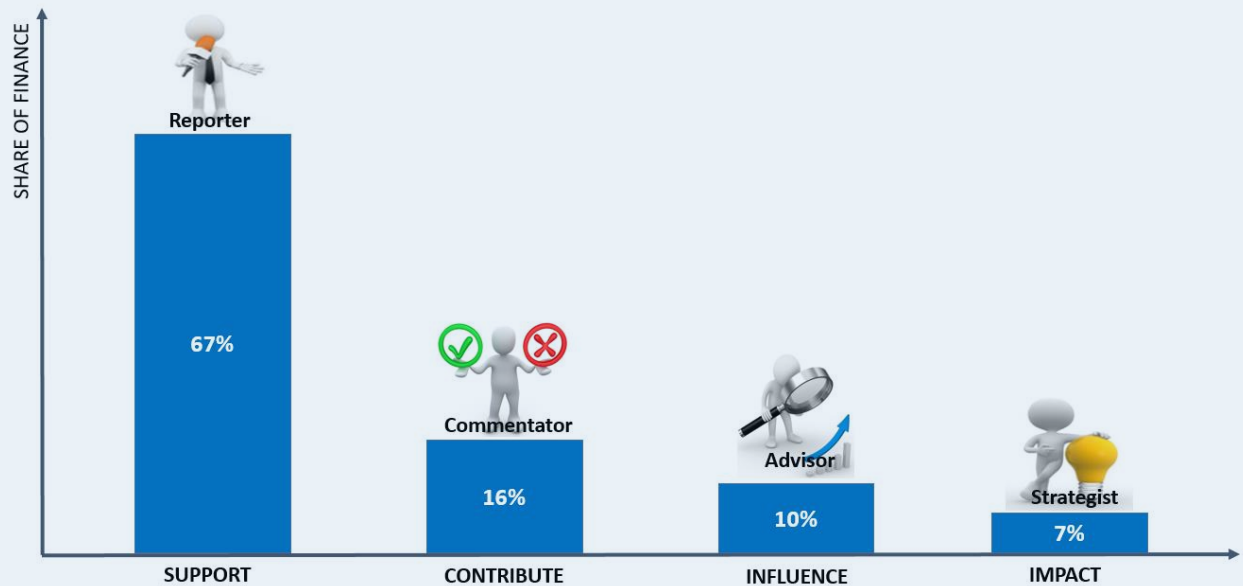 SHARE OF FINANCE
Reporter
67%
Commentator
16%
Advisor
10%
Strategist
7%
SUPPORT
CONTRIBUTE
INFLUENCE
IMPACT